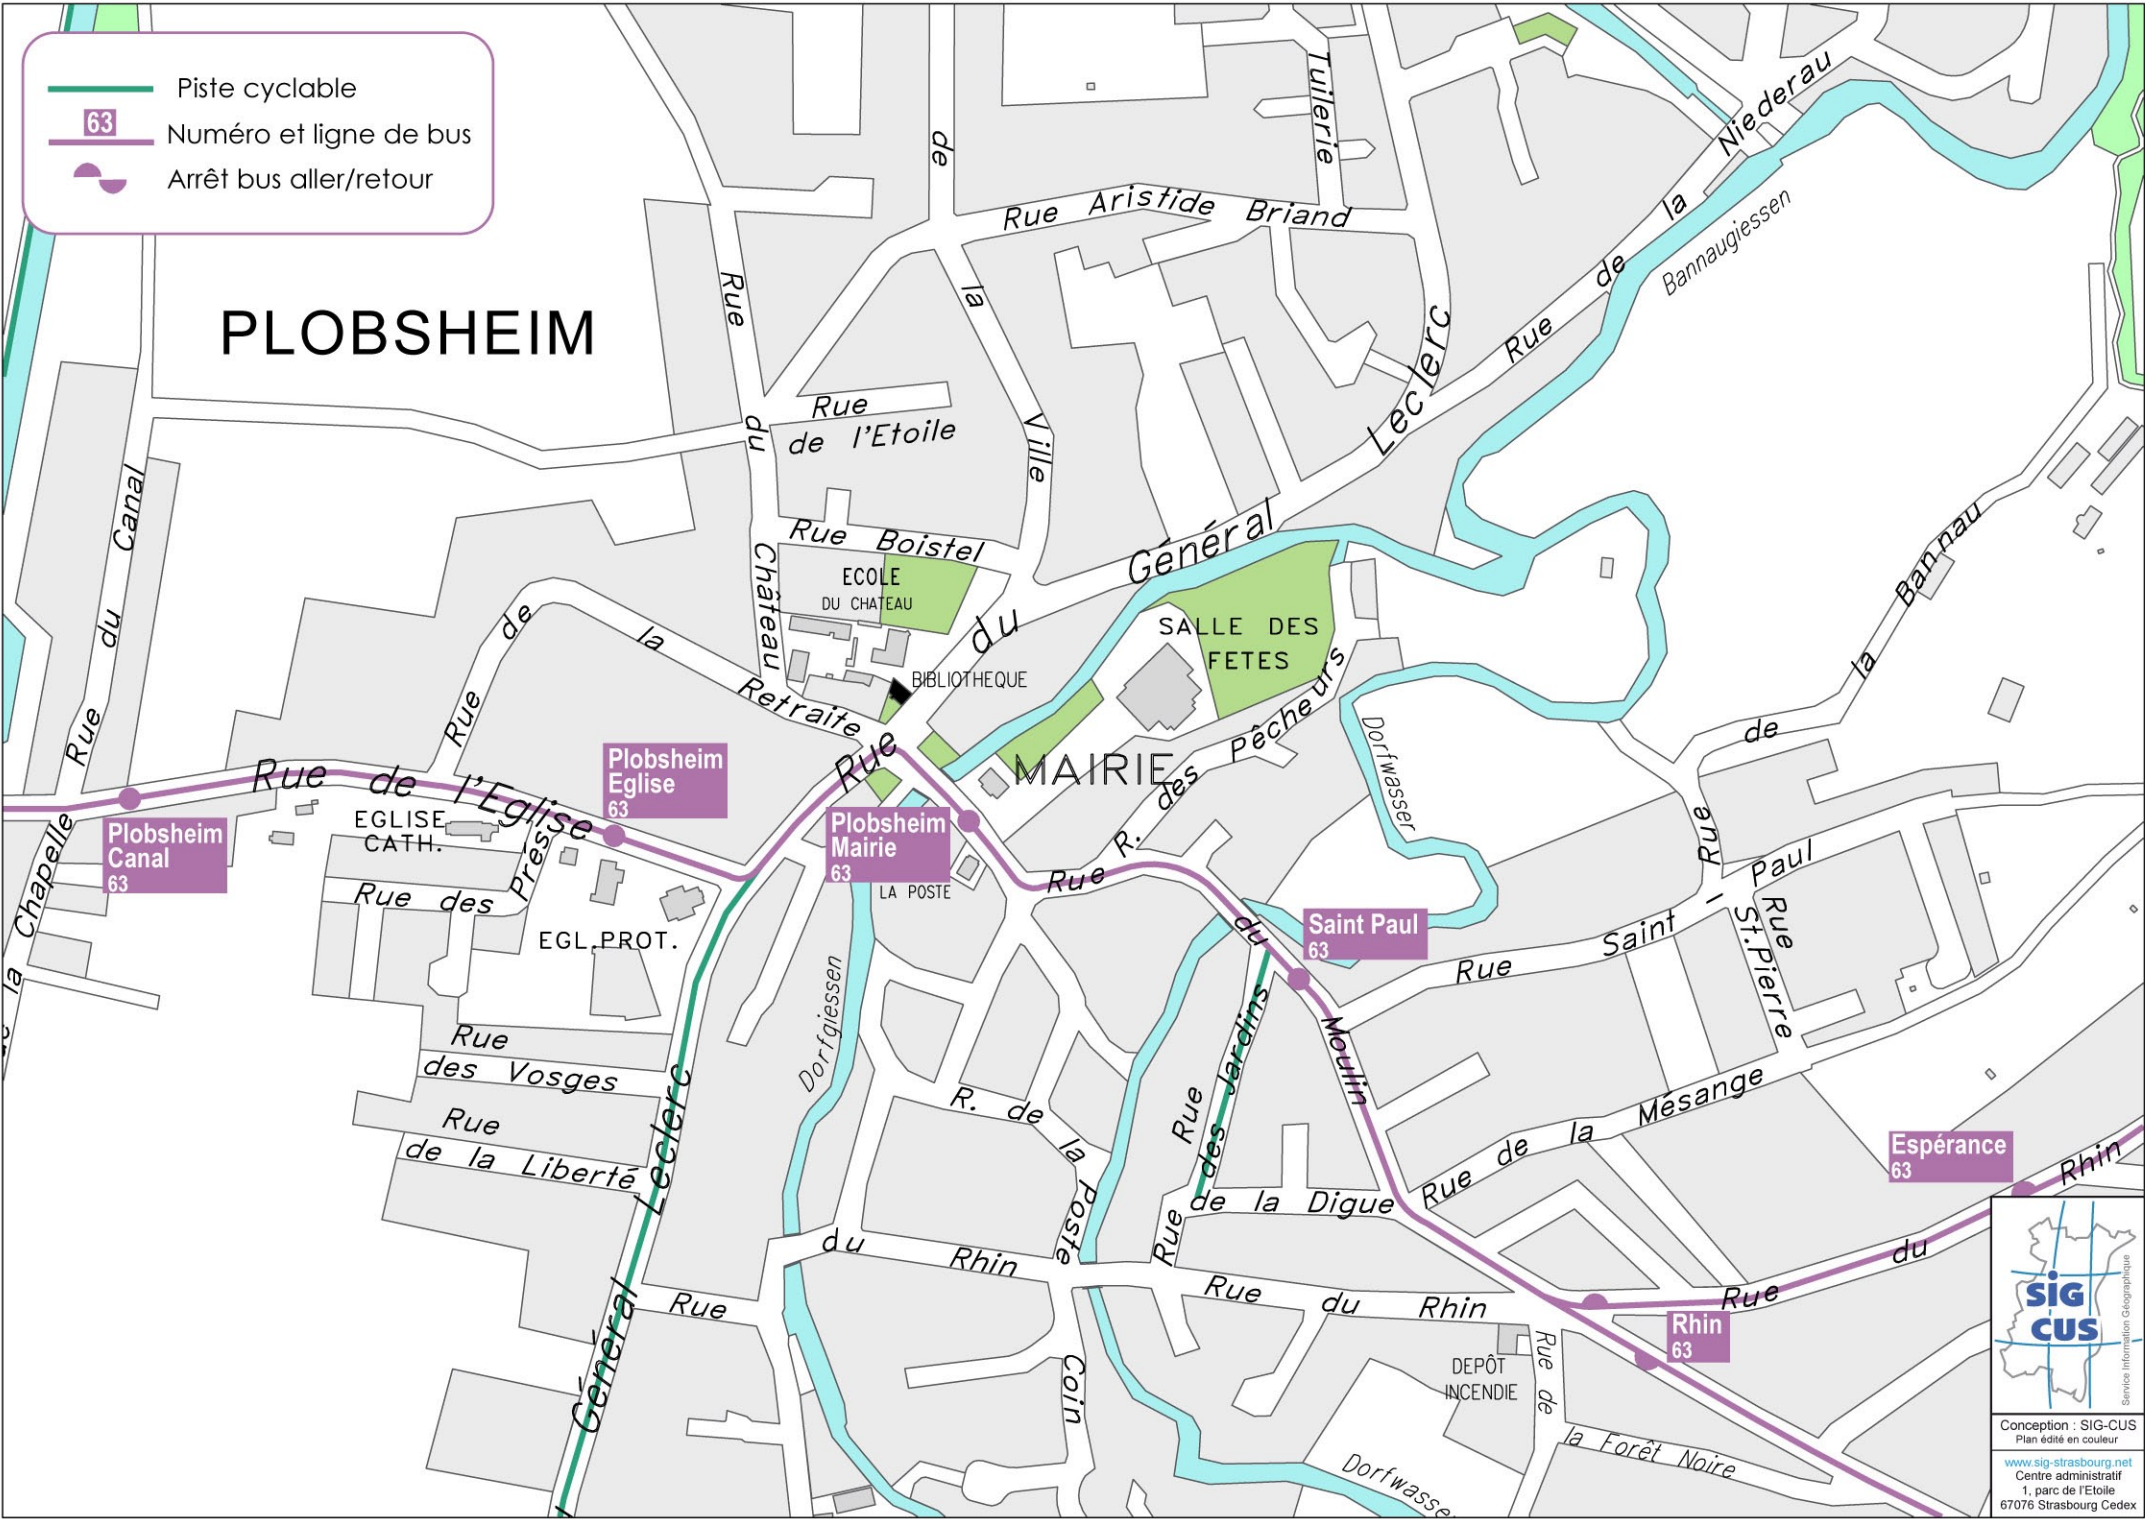 Piste cyclable
63
Numéro et ligne de bus
Arrêt bus aller/retour
PLOBSHEIM
de
Tuilerie
Niederau
Rue Aristide Briand
la
de
Rue
Bannaugiessen
Rue
la
Leclerc
Rue
de l'Etoile
du
Ville
Canal
du
Rue
Rue Boistel
Général
Château
ECOLE
DU CHATEAU
Bannau
la
de
Rue
de
la
Retraite
Rue
du
SALLE DES
FETES
BIBLIOTHEQUE
Pêcheurs
des
R.
MAIRIE
Dorfwasser
Rue
Rue de l'Eglise
Plobsheim
Eglise
63
Plobsheim
Canal
63
EGLISE
CATH.
Plobsheim
Mairie
63
LA POSTE
Rue des
Près
Chapelle
la
EGL.PROT.
Rue
du
Moulin
Saint Paul
63
Rue Saint - Paul
Rue
St.Pierre
Dorfgiessen
Rue
des Vosges
Rue
de la Liberté
Leclerc
Général
R. de la Poste
Rue
des Jardins
Rue de la Mésange
Espérance
63
Rhin
du
Rue
Rue
de la Digue
Rue
du
Rhin
Rue du Rhin
Rhin
63
Coin
DEPÔT
INCENDIE
Rue de
la Forêt Noire
Dorfwasse
SIG
CUS
Service Information Géographique
Conception : SIG-CUS
Plan édité en couleur
www.sig-strasbourg.net
Centre administratif
1, parc de l'Etoile
67076 Strasbourg Cedex